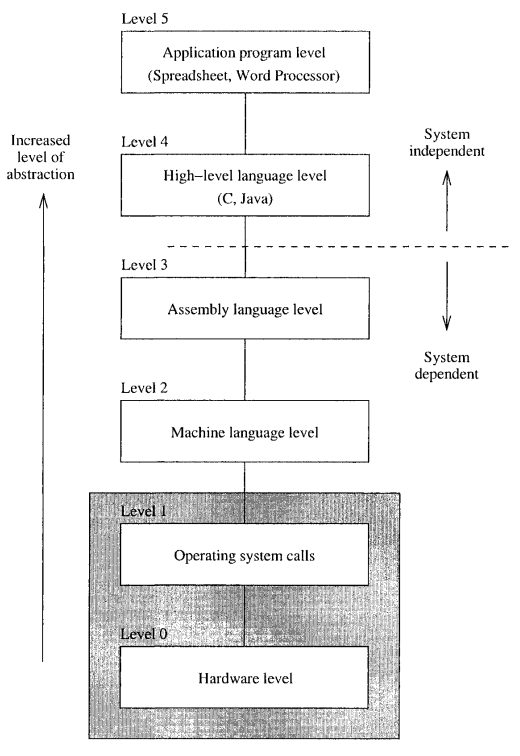 Level 5
Application program level
(Spreadsheet, Word Processor)
Increased
level of
abstraction
Level 4
High–level language level
(C, Java)
System
independent
Level 3
Assembly language level
System
dependent
Level 2
Machine language level
Level 1
Operating system calls
Level 0
Hardware level